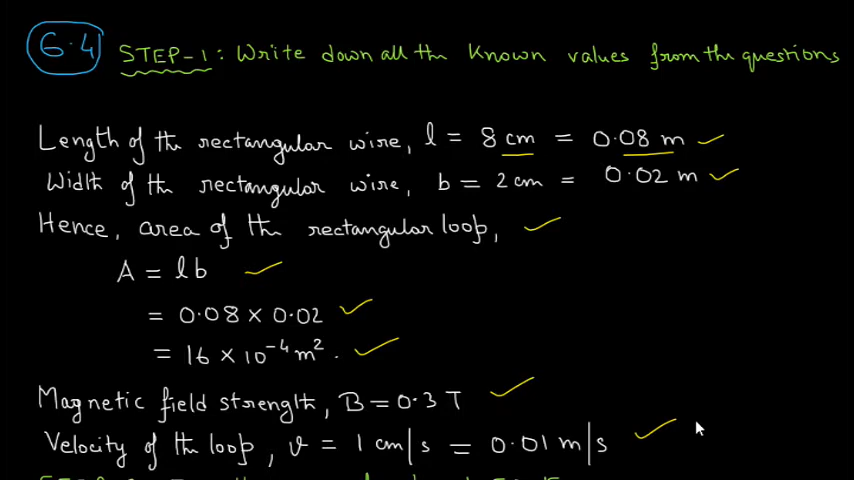 6.4 STEP-1: Write down all the known values from the questions
Length of the rectangular wire, l = 8 cm = 0.08 m
Width of the rectangular wire, b = 2 cm = 0.02 m
Hence, area of the rectangular loop,
A = lb
= 0.08 × 0.02
= 16 × 10⁻⁴ m².
Magnetic field strength, B = 0.3 T
Velocity of the loop, v = 1 cm/s = 0.01 m/s